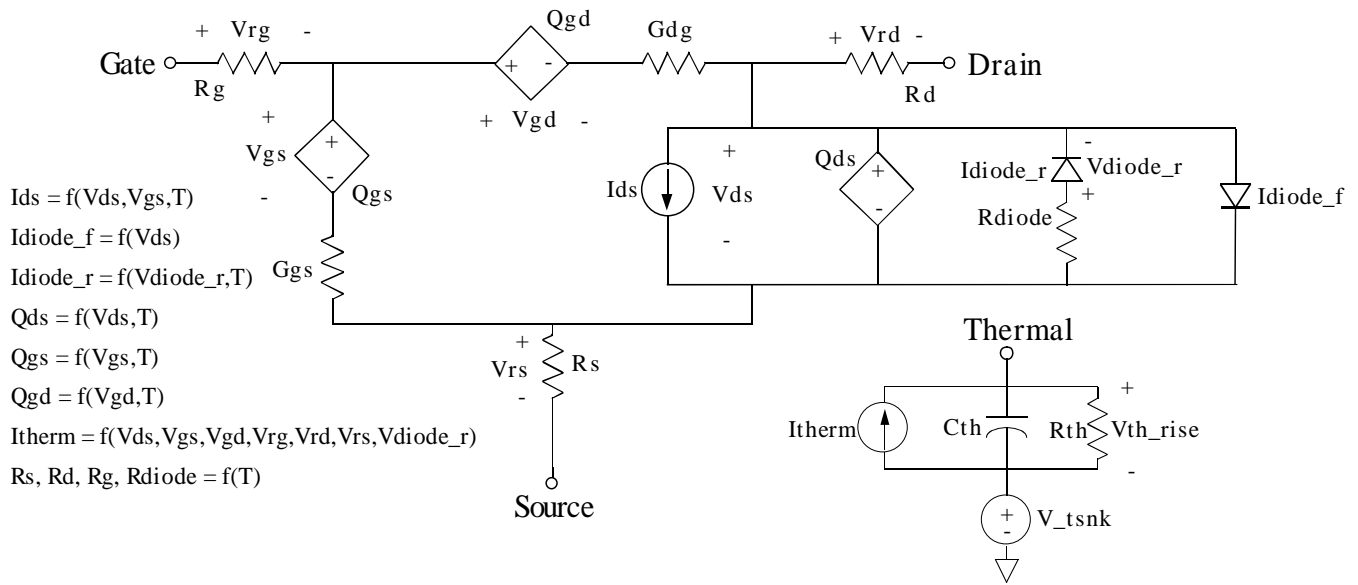 + Vrg -
Gate
Rg
Qgd
+ -
+ Vgd -
Gdg
+ Vrd -
Drain
Rd
+
Vgs
-
+
-
Qgs
Ggs
Ids
+
Vds
-
Qds
+
-
-
Idiode_r
Vdiode_r
+
Rdiode
Idiode_f
Ids = f(Vds,Vgs,T)
Idiode_f = f(Vds)
Idiode_r = f(Vdiode_r,T)
Qds = f(Vds,T)
Qgs = f(Vgs,T)
Qgd = f(Vgd,T)
Itherm = f(Vds,Vgs,Vgd,Vrg,Vrd,Vrs,Vdiode_r)
Rs, Rd, Rg, Rdiode = f(T)
+
Vrs
-
Rs
Source
Thermal
Itherm
Cth
Rth
+
Vth_rise
-
+
-
V_tsnk